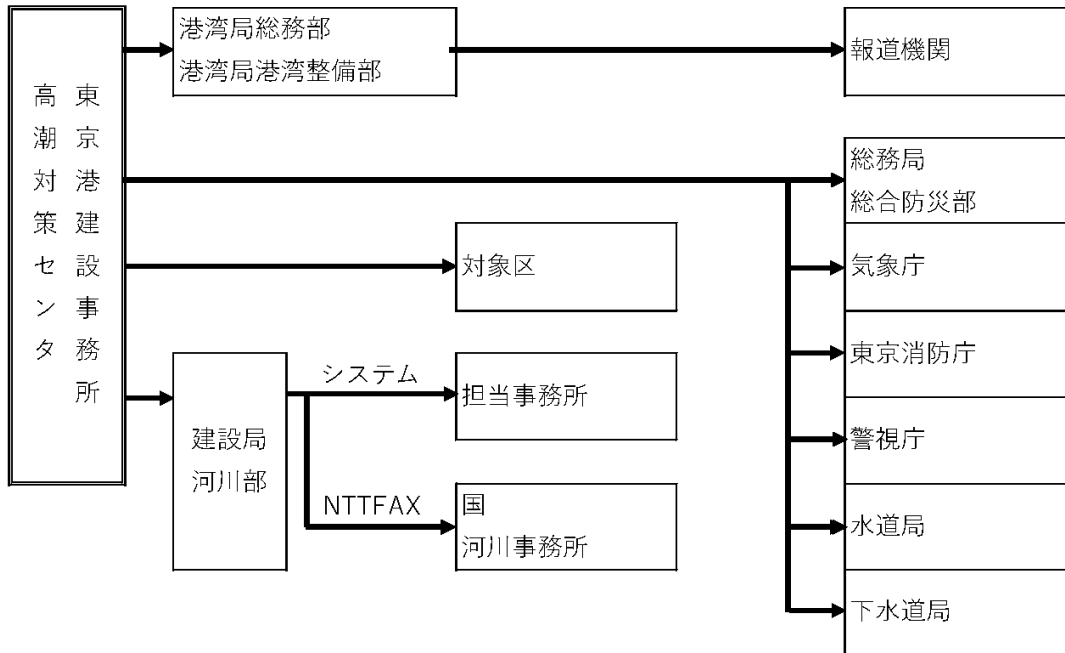 東京港建設事務所
高潮対策センタ
港湾局総務部
港湾局港湾整備部
報道機関
総務局
総合防災部
対象区
気象庁
東京消防庁
建設局
河川部
システム
担当事務所
警視庁
NTTFAX
国
河川事務所
水道局
下水道局